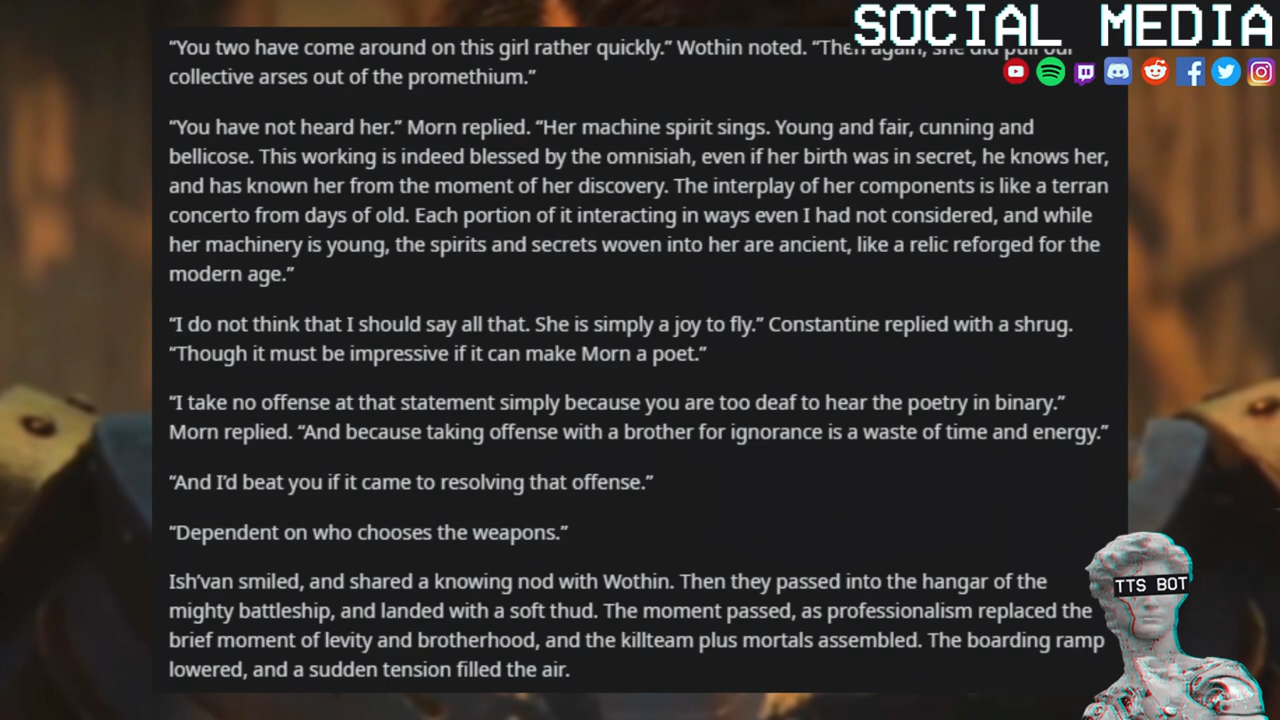 SOCIAL MEDIA
“You two have come around on this girl rather quickly.” Wothin noted. “Then again, she did pull our
collective arses out of the promethium.”
“You have not heard her.” Morn replied. “Her machine spirit sings. Young and fair, cunning and
bellicose. This working is indeed blessed by the omnisiah, even if her birth was in secret, he knows her,
and has known her from the moment of her discovery. The interplay of her components is like a terran
concerto from days of old. Each portion of it interacting in ways even I had not considered, and while
her machinery is young, the spirits and secrets woven into her are ancient, like a relic reforged for the
modern age.”
“I do not think that I should say all that. She is simply a joy to fly.” Constantine replied with a shrug.
“Though it must be impressive if it can make Morn a poet.”
“I take no offense at that statement simply because you are too deaf to hear the poetry in binary.”
Morn replied. “And because taking offense with a brother for ignorance is a waste of time and energy.”
“And I’d beat you if it came to resolving that offense.”
“Dependent on who chooses the weapons.”
Ish’van smiled, and shared a knowing nod with Wothin. Then they passed into the hangar of the
mighty battleship, and landed with a soft thud. The moment passed, as professionalism replaced the
brief moment of levity and brotherhood, and the killteam plus mortals assembled. The boarding ramp
lowered, and a sudden tension filled the air.
TTS BOT